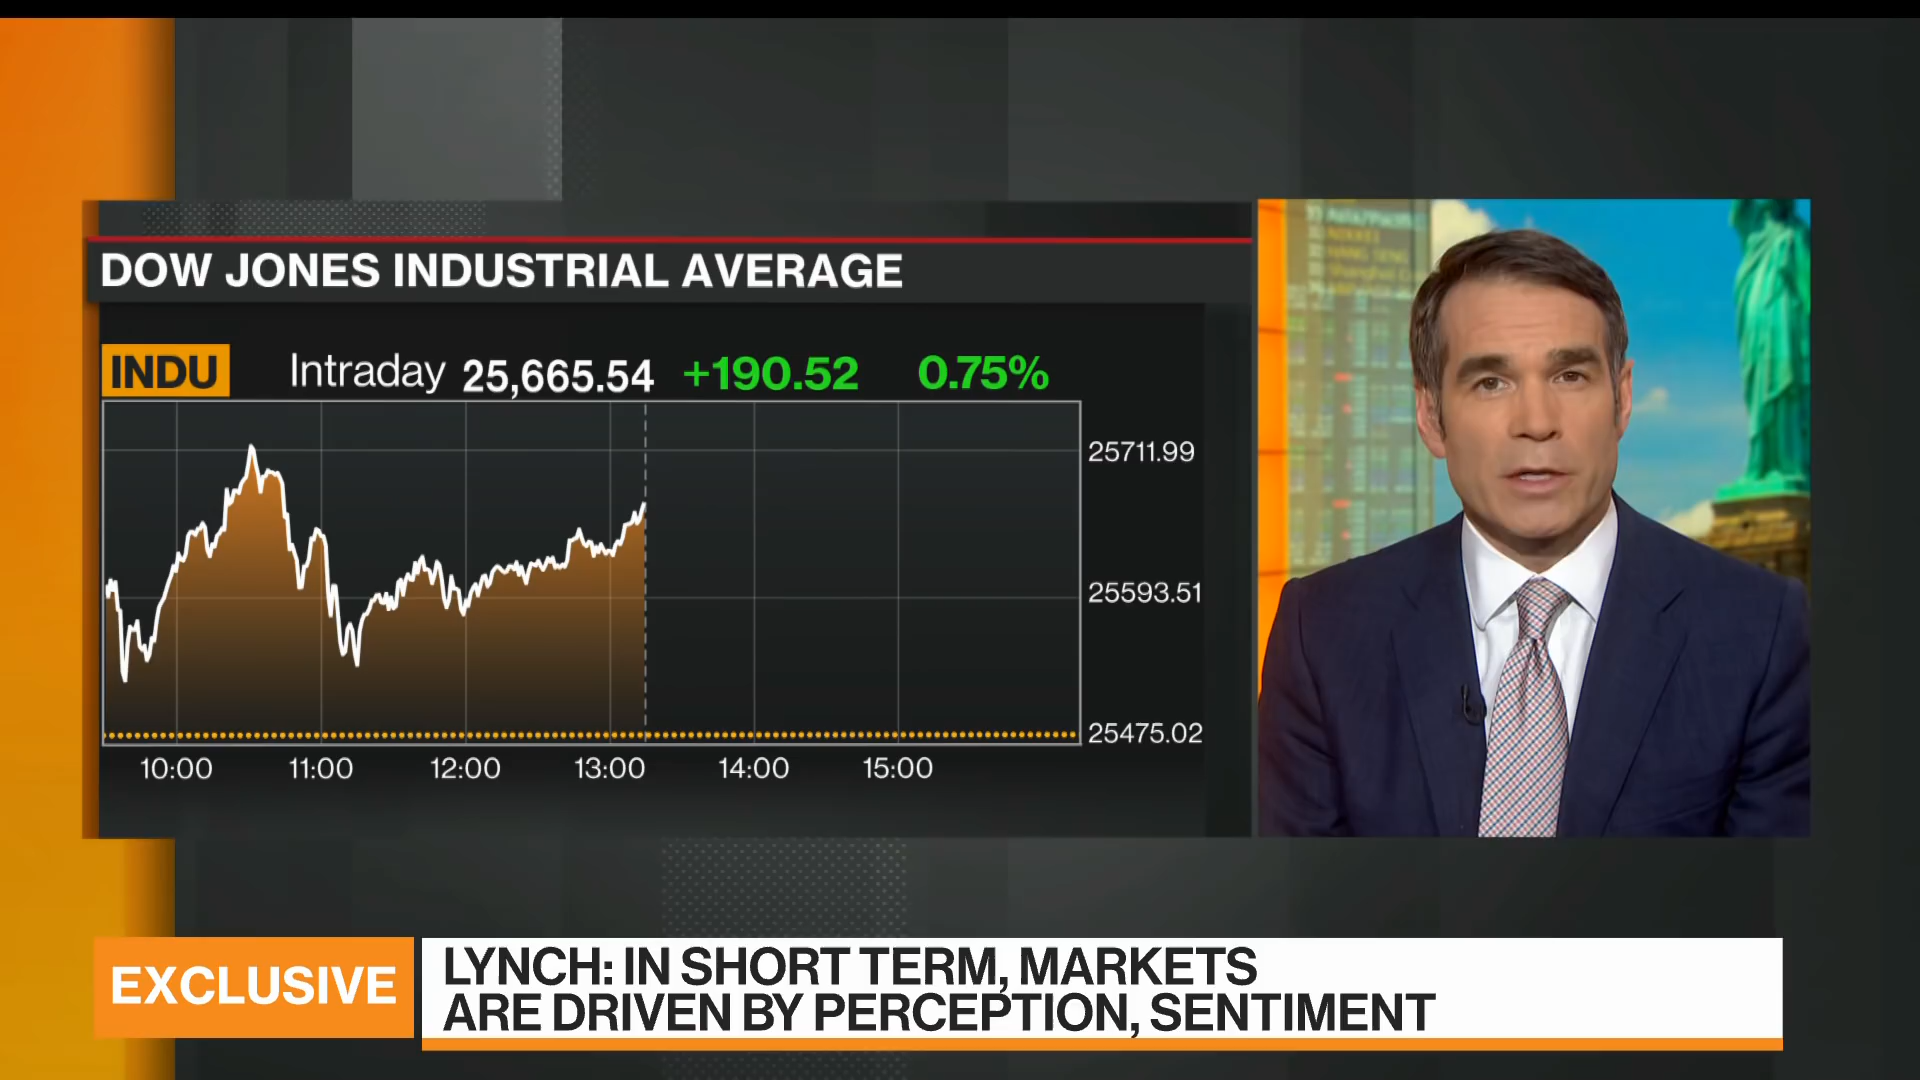 DOW JONES INDUSTRIAL AVERAGE
INDU Intraday 25,665.54 +190.52 0.75%
25711.99
25593.51
25475.02
10:00 11:00 12:00 13:00 14:00 15:00
EXCLUSIVE
LYNCH: IN SHORT TERM, MARKETS
ARE DRIVEN BY PERCEPTION, SENTIMENT